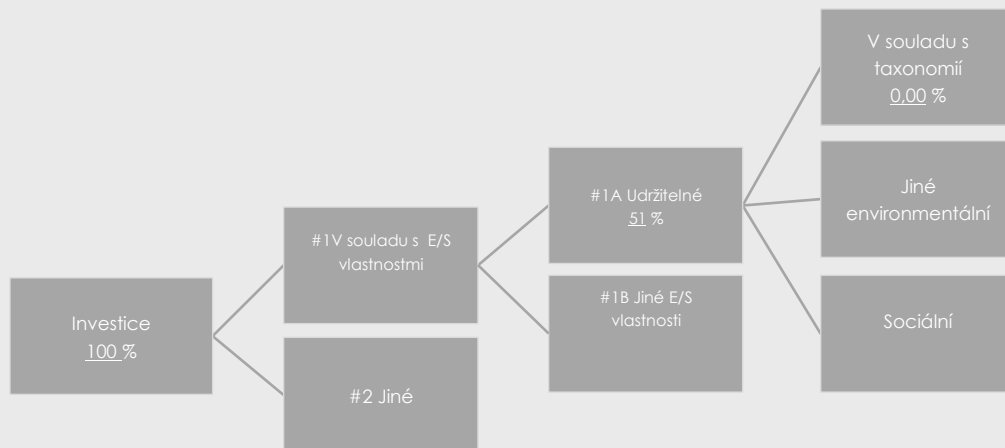 Investice
100 %
#1V souladu s E/S
vlastnostmi
#2 Jiné
#1A Udržitelné
51 %
#1B Jiné E/S
vlastnosti
V souladu s
taxonomií
0,00 %
Jiné
environmentální
Sociální